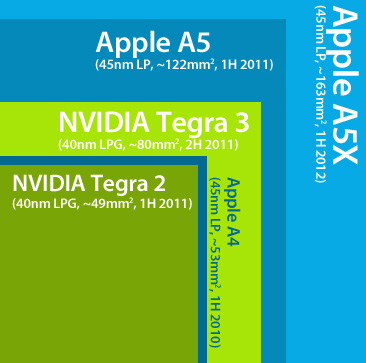 Apple A5
(45nm LP, ~122mm², 1H 2011)
Apple A5X
(45nm LP, ~163mm², 1H 2012)
NVIDIA Tegra 3
(40nm LPG, ~80mm², 2H 2011)
NVIDIA Tegra 2
(40nm LPG, ~49mm², 1H 2011)
Apple A4
(45nm LP, ~53mm², 1H 2010)